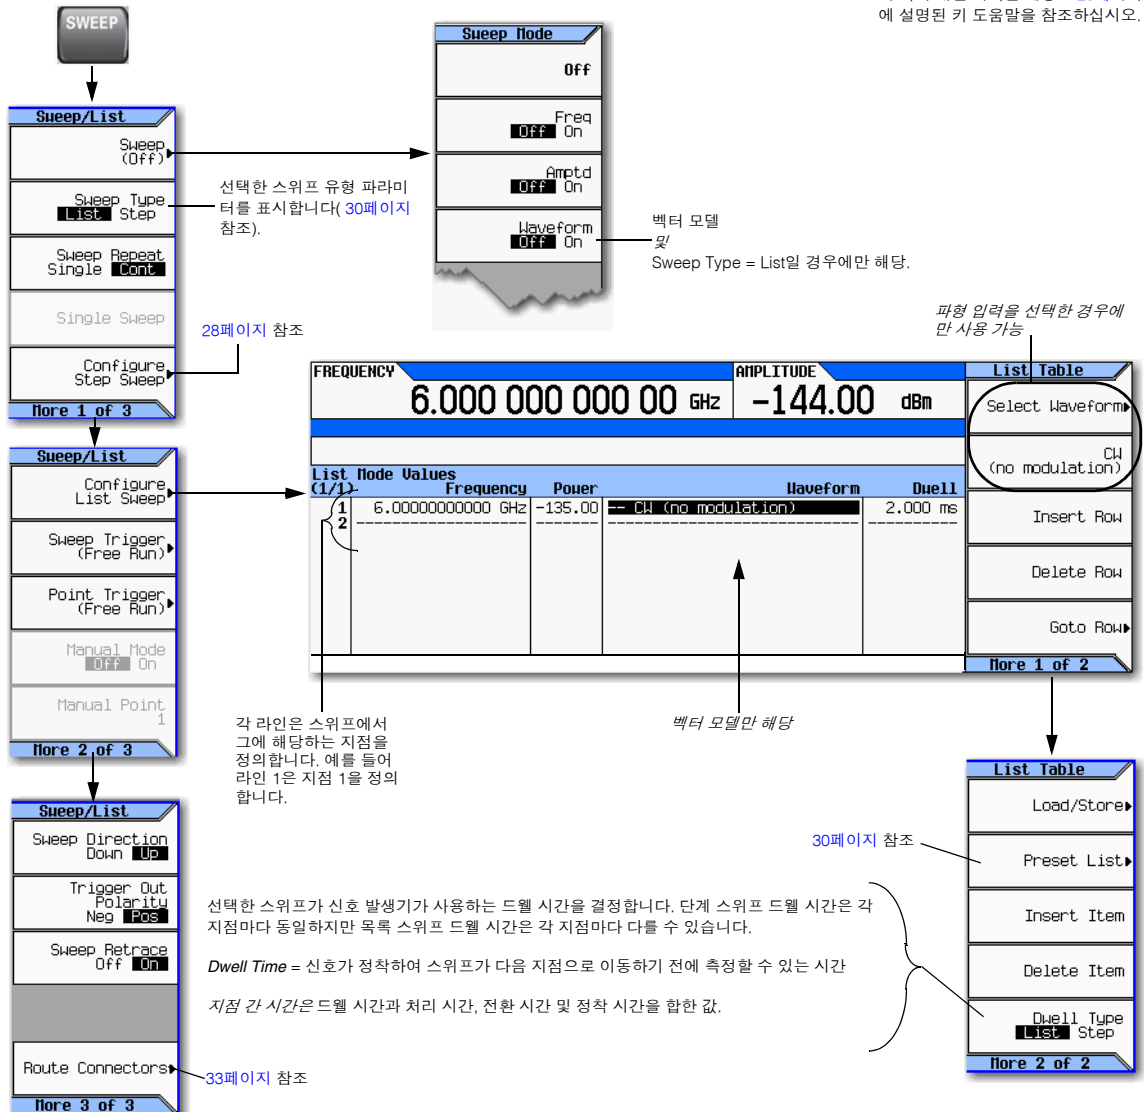 에 설명된 키 도움말을 참조하십시오.
SWEEP
Sweep/List
Sweep
(Off)
Sweep Type
List Step
Sweep Repeat
Single Cont
Single Sweep
Configure
Step Sweep
More 1 of 3
Sweep Mode
Off
Freq
Off On
Amptd
Off On
Waveform
Off On
선택한 스위프 유형 파라미
터를 표시합니다( 30페이지
참조).
벡터 모델
및
Sweep Type = List일 경우에만 해당.
28페이지 참조
파형 입력을 선택한 경우에
만 사용 가능
Sweep/List
Configure
List Sweep
Sweep Trigger
(Free Run)
Point Trigger
(Free Run)
Manual Mode
Off On
Manual Point
1
More 2 of 3
FREQUENCY
6.000 000 000 00 GHz
AMPLITUDE
-144.00 dBm
List Mode Values
(1/1) Frequency Power Waveform Dwell
1 6.00000000000 GHz -135.00 -- CW (no modulation) 2.000 ms
2 ----------------- ------- -------------------- ---------
List Table
Select Waveform
CW
(no modulation)
Insert Row
Delete Row
Goto Row
More 1 of 2
각 라인은 스위프에서
그에 해당하는 지점을
정의합니다. 예를 들어
라인 1은 지점 1을 정의
합니다.
벡터 모델만 해당
Sweep/List
Sweep Direction
Down Up
Trigger Out
Polarity
Neg Pos
Sweep Retrace
Off On
Route Connectors
More 3 of 3
33페이지 참조
30페이지 참조
List Table
Load/Store
Preset List
Insert Item
Delete Item
Dwell Type
List Step
More 2 of 2
선택한 스위프가 신호 발생기가 사용하는 드웰 시간을 결정합니다. 단계 스위프 드웰 시간은 각
지점마다 동일하지만 목록 스위프 드웰 시간은 각 지점마다 다를 수 있습니다.
Dwell Time = 신호가 정착하여 스위프가 다음 지점으로 이동하기 전에 측정할 수 있는 시간
지점 간 시간은 드웰 시간과 처리 시간, 전환 시간 및 정착 시간을 합한 값.